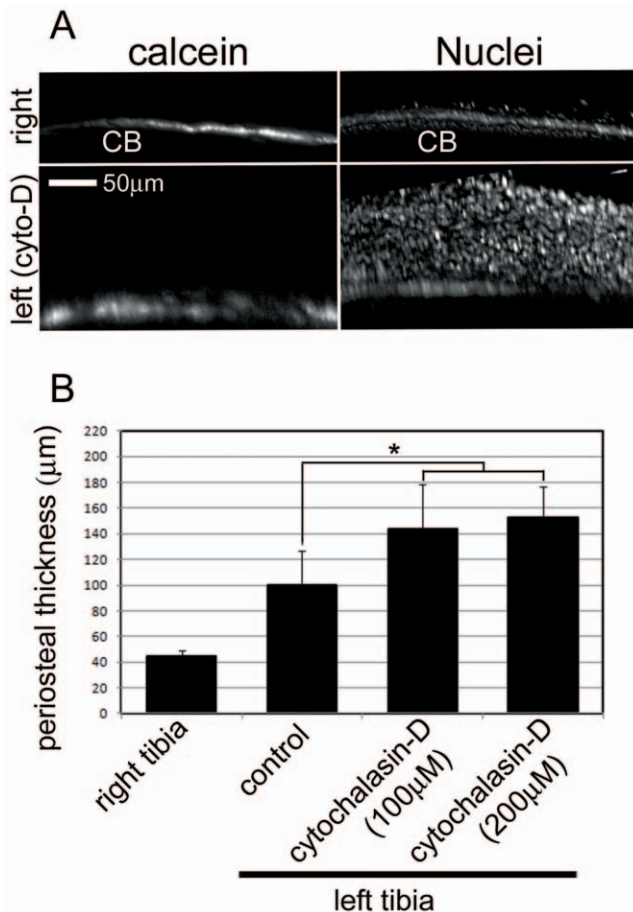 A
calcein
Nuclei
right
CB
CB
left (cyto-D)
50μm
B
periosteal thickness (μm)
220
200
180
160
140
120
100
80
60
40
20
0
*
right tibia
control
cytochalasin-D
(100μM)
cytochalasin-D
(200μM)
left tibia